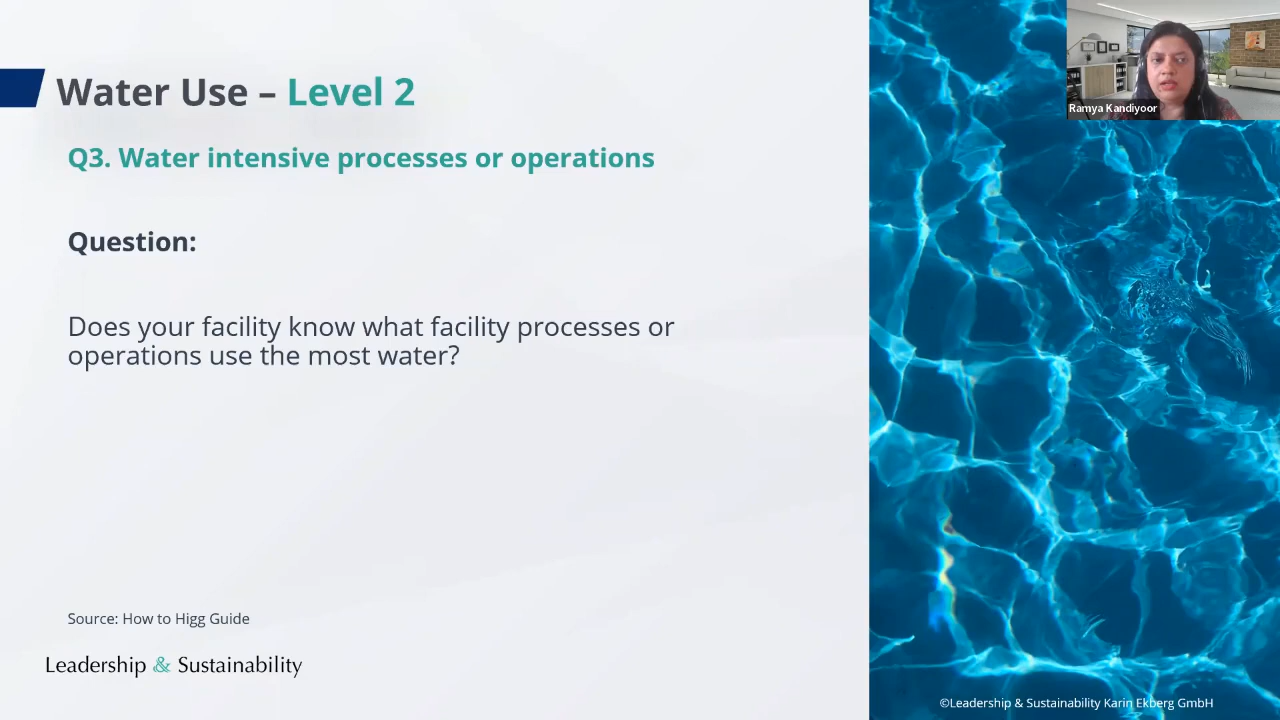 Water Use – Level 2
Q3. Water intensive processes or operations
Question:
Does your facility know what facility processes or
operations use the most water?
Source: How to Higg Guide
Leadership & Sustainability
Ramya Kandiyoor
©Leadership & Sustainability Karin Ekberg GmbH